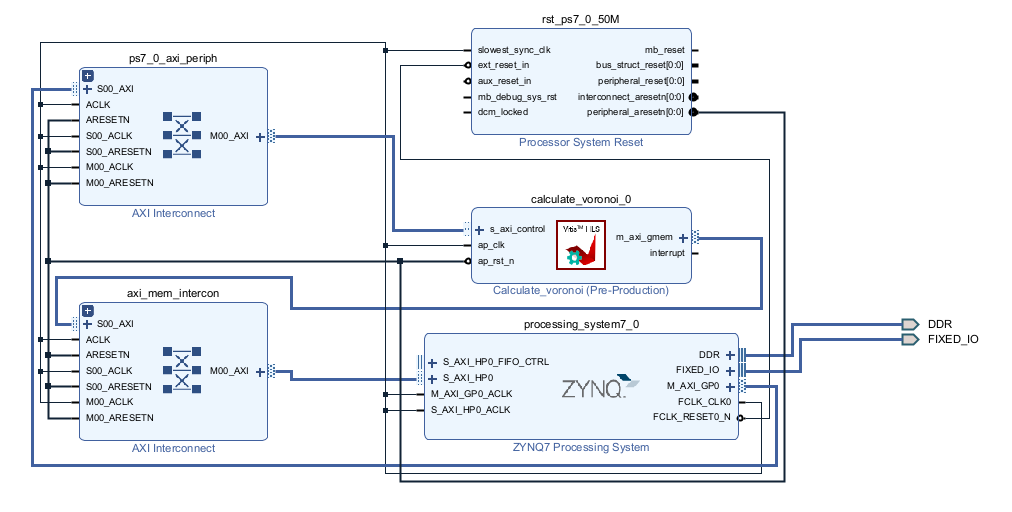 rst_ps7_0_50M
slowest_sync_clk
mb_reset
ext_reset_in
bus_struct_reset[0:0]
aux_reset_in
peripheral_reset[0:0]
mb_debug_sys_rst
interconnect_aresetn[0:0]
dcm_locked
peripheral_aresetn[0:0]
Processor System Reset
ps7_0_axi_periph
S00_AXI
ACLK
ARESETN
S00_ACLK
M00_AXI
S00_ARESETN
M00_ACLK
M00_ARESETN
AXI Interconnect
calculate_voronoi_0
s_axi_control
Vitis™ HLS
m_axi_gmem
ap_clk
interrupt
ap_rst_n
Calculate_voronoi (Pre-Production)
axi_mem_intercon
S00_AXI
ACLK
ARESETN
S00_ACLK
M00_AXI
S00_ARESETN
M00_ACLK
M00_ARESETN
AXI Interconnect
processing_system7_0
S_AXI_HP0_FIFO_CTRL
DDR
S_AXI_HP0
FIXED_IO
M_AXI_GP0_ACLK
M_AXI_GP0
S_AXI_HP0_ACLK
FCLK_CLK0
FCLK_RESET0_N
ZYNQ
ZYNQ7 Processing System
DDR
FIXED_IO